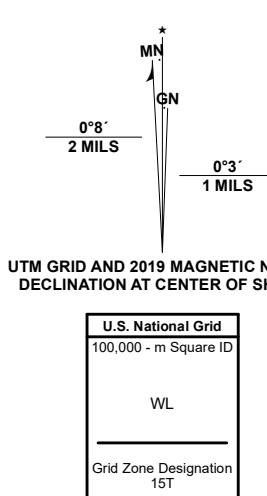 ★
MN
GN
0°8´
2 MILS
0°3´
1 MILS
UTM GRID AND 2019 MAGNETIC N
DECLINATION AT CENTER OF SH
U.S. National Grid
100,000 - m Square ID
WL
Grid Zone Designation
15T